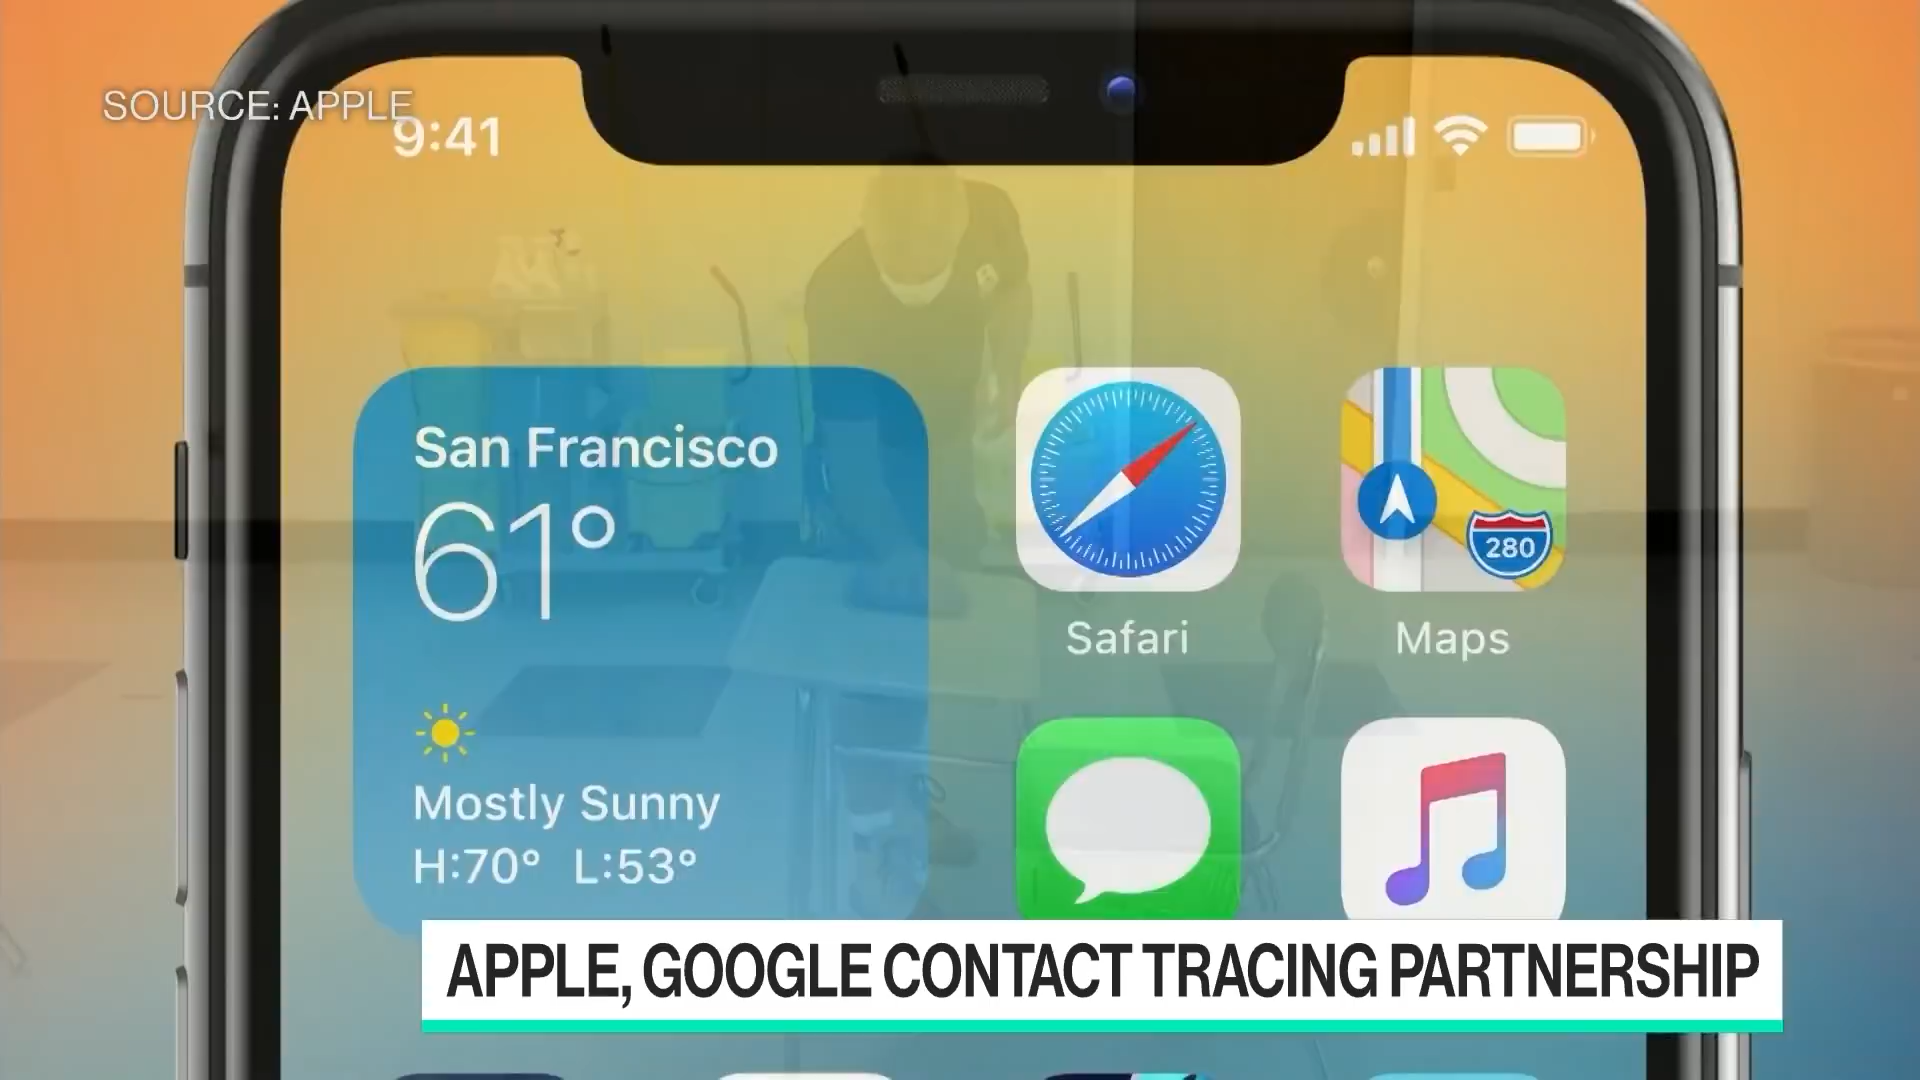 SOURCE: APPLE
9:41
San Francisco
61°
Mostly Sunny
H:70° L:53°
Safari
Maps
280
APPLE, GOOGLE CONTACT TRACING PARTNERSHIP